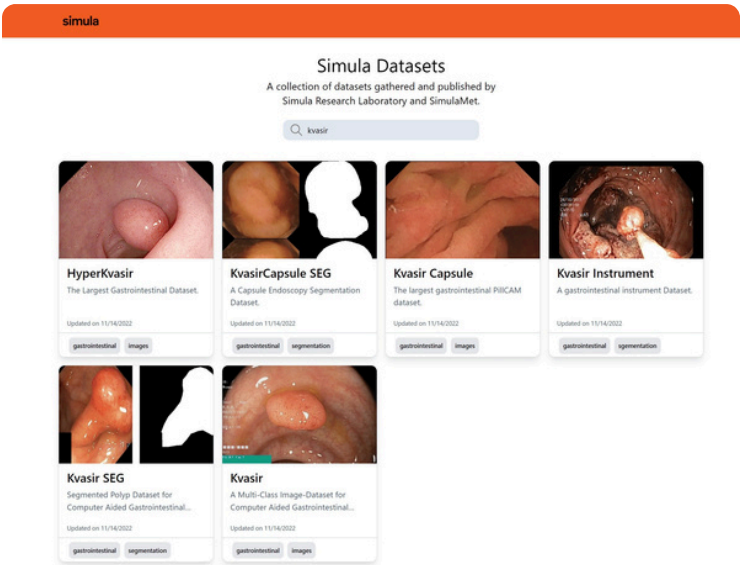 simula
Simula Datasets
A collection of datasets gathered and published by
Simula Research Laboratory and SimulaMet.
kvasir
HyperKvasir
The Largest Gastrointestinal Dataset.
Updated on 11/14/2022
gastrointestinal images
KvasirCapsule SEG
A Capsule Endoscopy Segmentation
Dataset.
Updated on 11/14/2022
gastrointestinal segmentation
Kvasir Capsule
The largest gastrointestinal PillCAM
dataset.
Updated on 11/14/2022
gastrointestinal images
Kvasir Instrument
A gastrointestinal instrument Dataset.
Updated on 11/14/2022
gastrointestinal sgementation
Kvasir SEG
Segmented Polyp Dataset for
Computer Aided Gastrointestinal...
Updated on 11/14/2022
gastrointestinal segmentation
Kvasir
A Multi-Class Image-Dataset for
Computer Aided Gastrointestinal...
Updated on 11/14/2022
gastrointestinal images